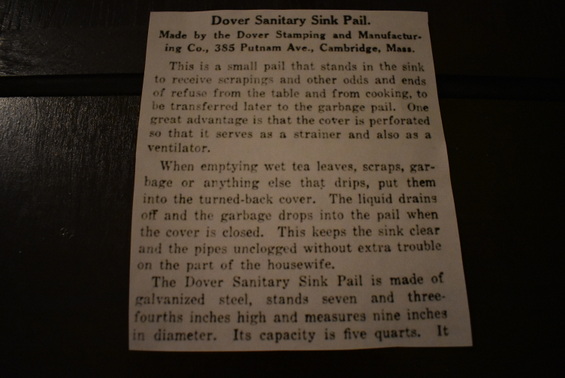 Dover Sanitary Sink Pail.
Made by the Dover Stamping and Manufactur-
ing Co., 385 Putnam Ave., Cambridge, Mass.
This is a small pail that stands in the sink
to receive scrapings and other odds and ends
of refuse from the table and from cooking, to
be transferred later to the garbage pail. One
great advantage is that the cover is perforated
so that it serves as a strainer and also as a
ventilator.
When emptying wet tea leaves, scraps, gar-
bage or anything else that drips, put them
into the turned-back cover. The liquid drains
off and the garbage drops into the pail when
the cover is closed. This keeps the sink clear
and the pipes unclogged without extra trouble
on the part of the housewife.
The Dover Sanitary Sink Pail is made of
galvanized steel, stands seven and three-
fourths inches high and measures nine inches
in diameter. Its capacity is five quarts. It